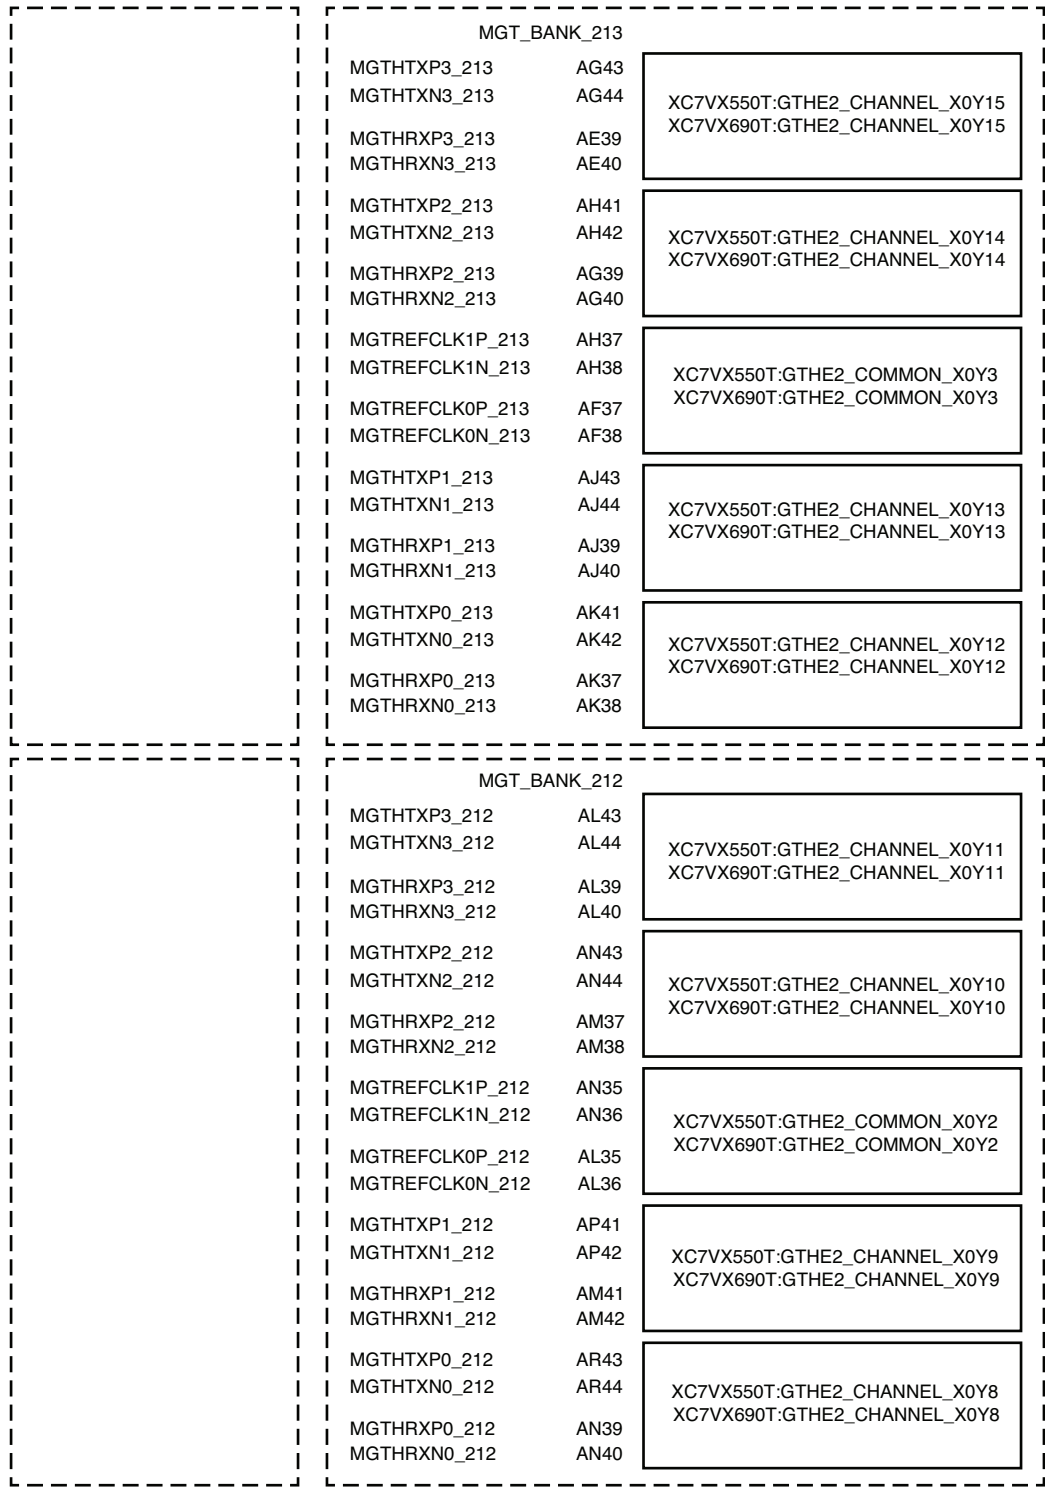 MGT_BANK_213
MGTHTXP3_213 AG43
MGTHTXN3_213 AG44
XC7VX550T:GTHE2_CHANNEL_X0Y15
XC7VX690T:GTHE2_CHANNEL_X0Y15
MGTHRXP3_213 AE39
MGTHRXN3_213 AE40
MGTHTXP2_213 AH41
MGTHTXN2_213 AH42
XC7VX550T:GTHE2_CHANNEL_X0Y14
XC7VX690T:GTHE2_CHANNEL_X0Y14
MGTHRXP2_213 AG39
MGTHRXN2_213 AG40
MGTREFCLK1P_213 AH37
MGTREFCLK1N_213 AH38
XC7VX550T:GTHE2_COMMON_X0Y3
XC7VX690T:GTHE2_COMMON_X0Y3
MGTREFCLK0P_213 AF37
MGTREFCLK0N_213 AF38
MGTHTXP1_213 AJ43
MGTHTXN1_213 AJ44
XC7VX550T:GTHE2_CHANNEL_X0Y13
XC7VX690T:GTHE2_CHANNEL_X0Y13
MGTHRXP1_213 AJ39
MGTHRXN1_213 AJ40
MGTHTXP0_213 AK41
MGTHTXN0_213 AK42
XC7VX550T:GTHE2_CHANNEL_X0Y12
XC7VX690T:GTHE2_CHANNEL_X0Y12
MGTHRXP0_213 AK37
MGTHRXN0_213 AK38
MGT_BANK_212
MGTHTXP3_212 AL43
MGTHTXN3_212 AL44
XC7VX550T:GTHE2_CHANNEL_X0Y11
XC7VX690T:GTHE2_CHANNEL_X0Y11
MGTHRXP3_212 AL39
MGTHRXN3_212 AL40
MGTHTXP2_212 AN43
MGTHTXN2_212 AN44
XC7VX550T:GTHE2_CHANNEL_X0Y10
XC7VX690T:GTHE2_CHANNEL_X0Y10
MGTHRXP2_212 AM37
MGTHRXN2_212 AM38
MGTREFCLK1P_212 AN35
MGTREFCLK1N_212 AN36
XC7VX550T:GTHE2_COMMON_X0Y2
XC7VX690T:GTHE2_COMMON_X0Y2
MGTREFCLK0P_212 AL35
MGTREFCLK0N_212 AL36
MGTHTXP1_212 AP41
MGTHTXN1_212 AP42
XC7VX550T:GTHE2_CHANNEL_X0Y9
XC7VX690T:GTHE2_CHANNEL_X0Y9
MGTHRXP1_212 AM41
MGTHRXN1_212 AM42
MGTHTXP0_212 AR43
MGTHTXN0_212 AR44
XC7VX550T:GTHE2_CHANNEL_X0Y8
XC7VX690T:GTHE2_CHANNEL_X0Y8
MGTHRXP0_212 AN39
MGTHRXN0_212 AN40